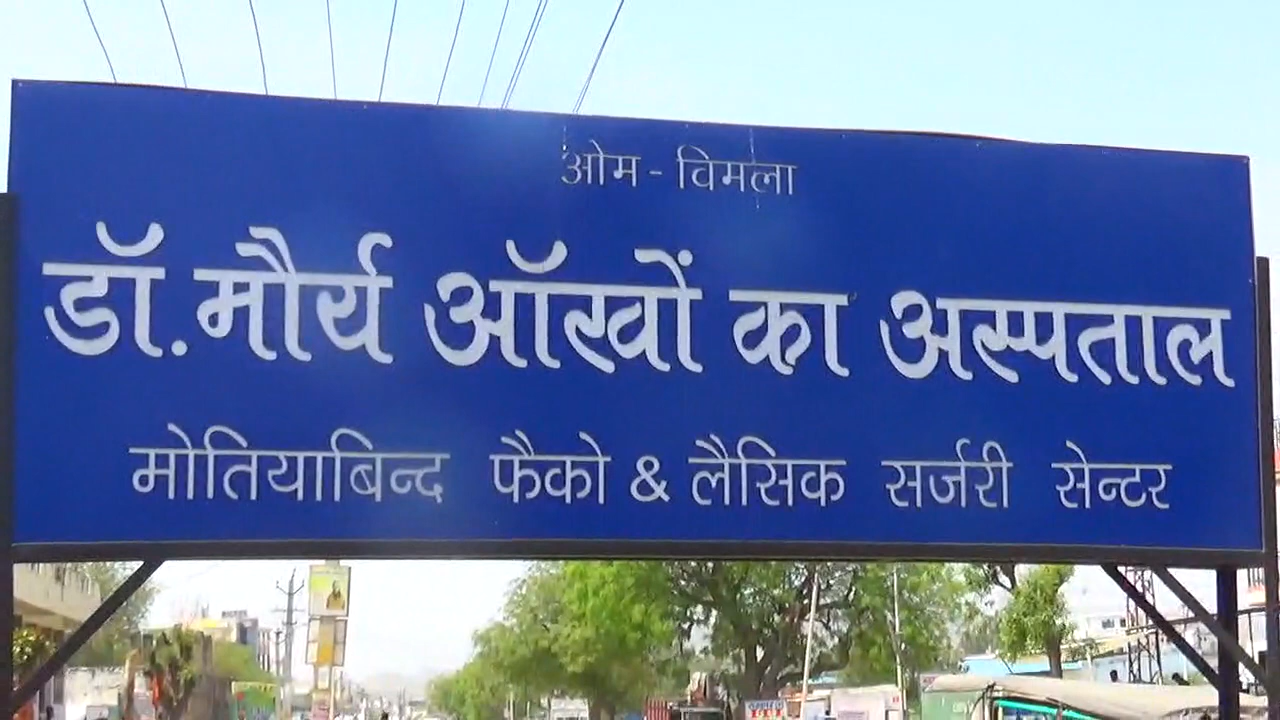 ओम - विमला
डॉ. मौर्य ऑखों का अस्पताल
मोतियाबिन्द फैको & लैसिक सर्जरी सेन्टर